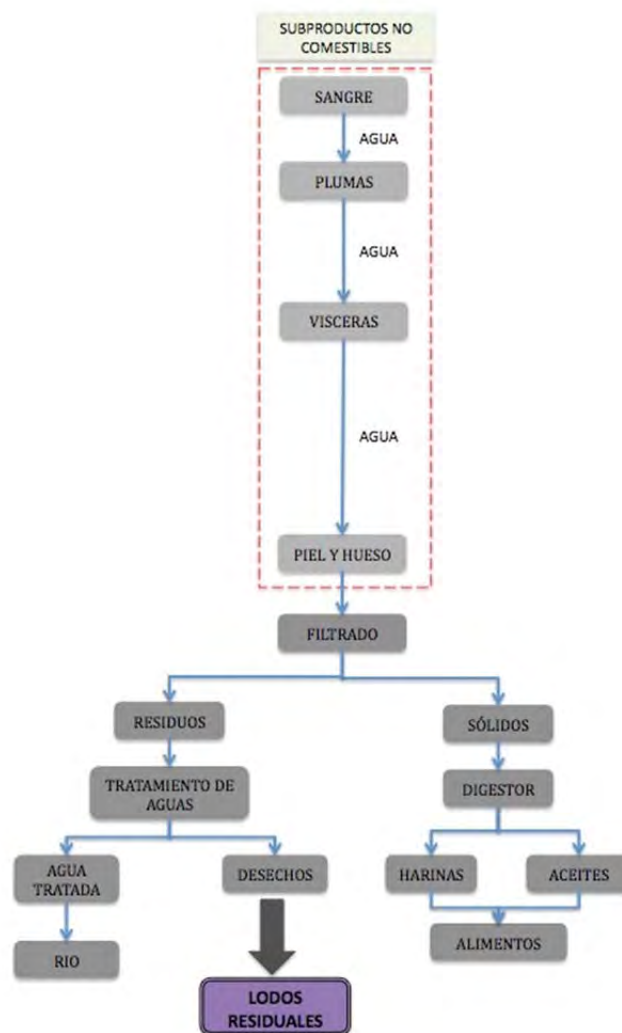 SUBPRODUCTOS NO
COMESTIBLES
SANGRE
AGUA
PLUMAS
AGUA
VISCERAS
AGUA
PIEL Y HUESO
FILTRADO
RESIDUOS
SÓLIDOS
TRATAMIENTO DE
AGUAS
DIGESTOR
AGUA
TRATADA
DESECHOS
HARINAS
ACEITES
RIO
ALIMENTOS
LODOS
RESIDUALES